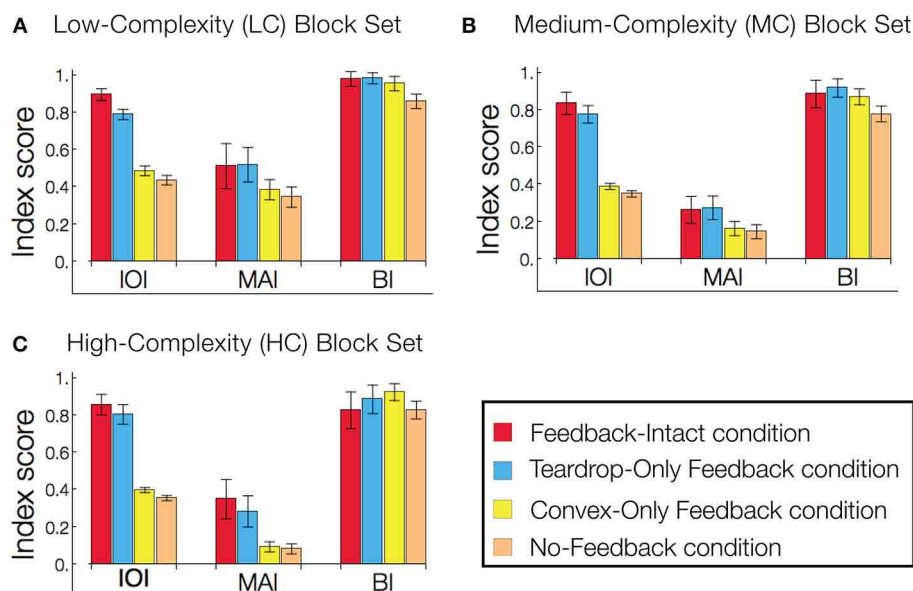 A Low-Complexity (LC) Block Set
Index score
1.
0.8
0.6
0.4
0.2
0.
IOI MAI BI
B Medium-Complexity (MC) Block Set
Index score
1.
0.8
0.6
0.4
0.2
0.
IOI MAI BI
C High-Complexity (HC) Block Set
Index score
1.
0.8
0.6
0.4
0.2
0.
IOI MAI BI
Feedback-Intact condition
Teardrop-Only Feedback condition
Convex-Only Feedback condition
No-Feedback condition